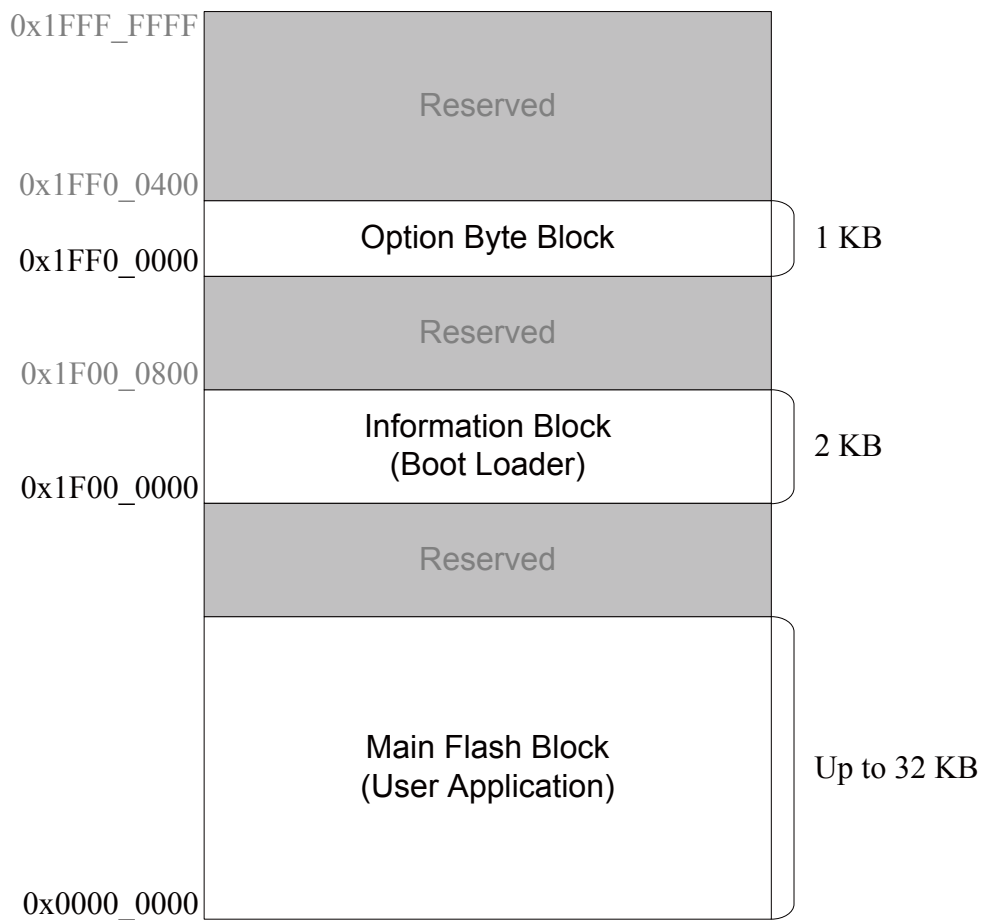 0x1FFF_FFFF
Reserved
0x1FF0_0400
Option Byte Block
1 KB
0x1FF0_0000
Reserved
0x1F00_0800
Information Block
(Boot Loader)
2 KB
0x1F00_0000
Reserved
Main Flash Block
(User Application)
Up to 32 KB
0x0000_0000